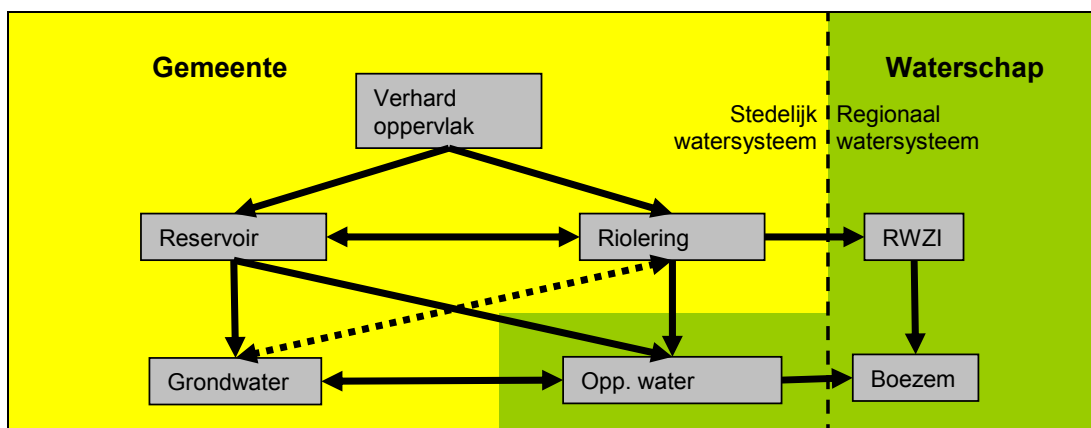 Gemeente
Waterschap
Verhard
oppervlak
Stedelijk
watersysteem
Regionaal
watersysteem
Reservoir
Riolering
RWZI
Grondwater
Opp. water
Boezem